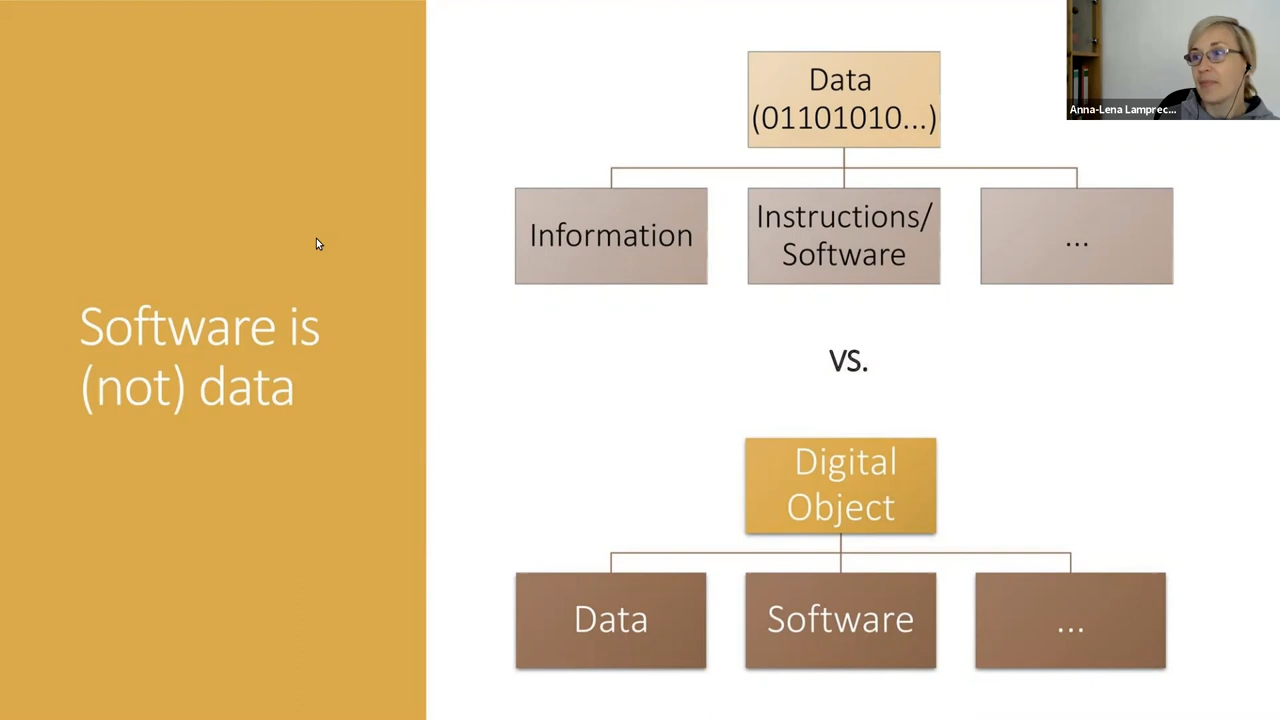 Software is
(not) data
Data
(01101010...)
Information
Instructions/
Software
...
vs.
Digital
Object
Data
Software
...
Anna-Lena Lamprec...